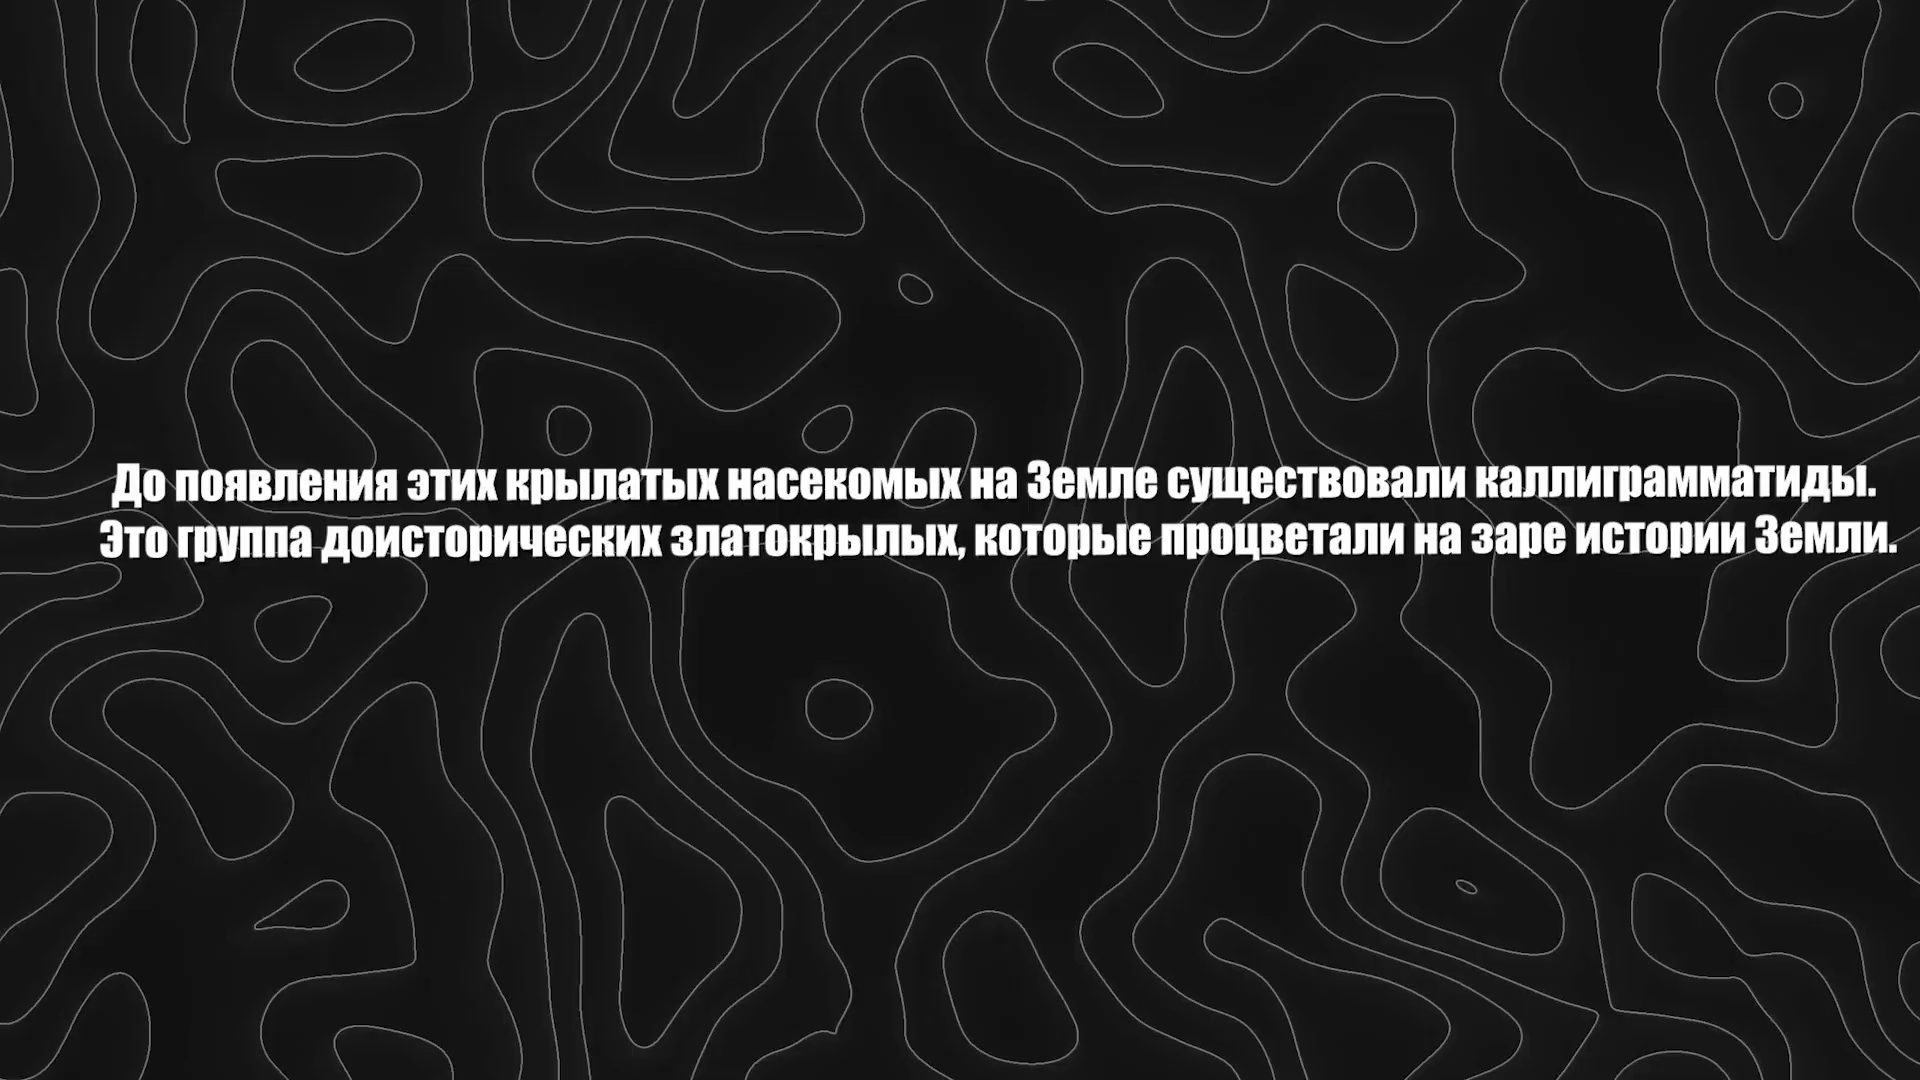 До появления этих крылатых насекомых на Земле существовали каллиграмматиды.
Это группа доисторических златокрылых, которые процветали на заре истории Земли.